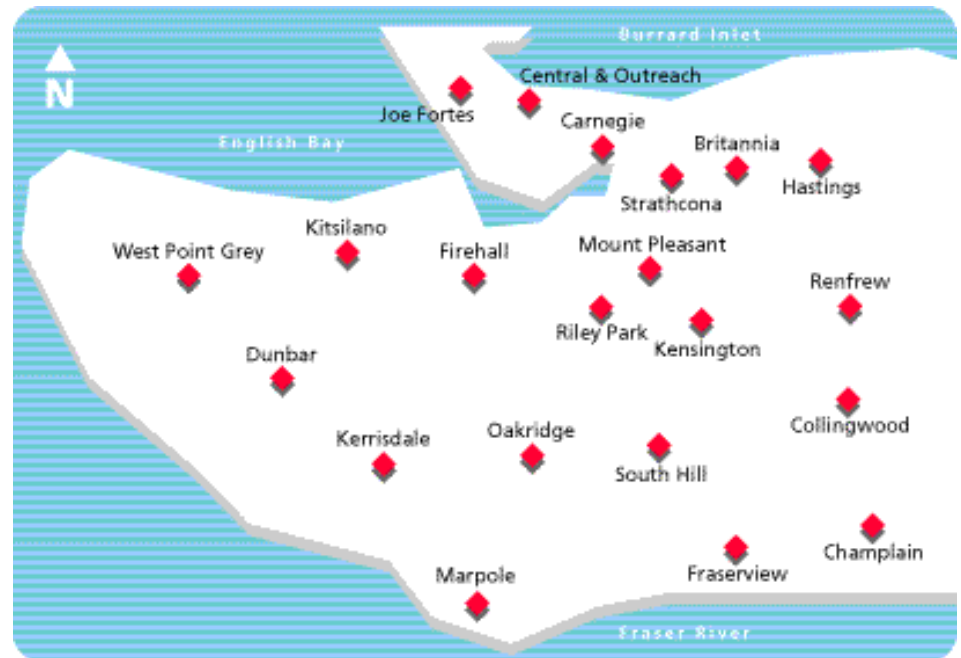 Burrard Inlet
N
Central & Outreach
Joe Fortes
Carnegie
English Bay
Britannia
Hastings
Strathcona
Kitsilano
West Point Grey
Firehall
Mount Pleasant
Renfrew
Riley Park
Kensington
Dunbar
Collingwood
Kerrisdale
Oakridge
South Hill
Champlain
Fraserview
Marpole
Fraser River